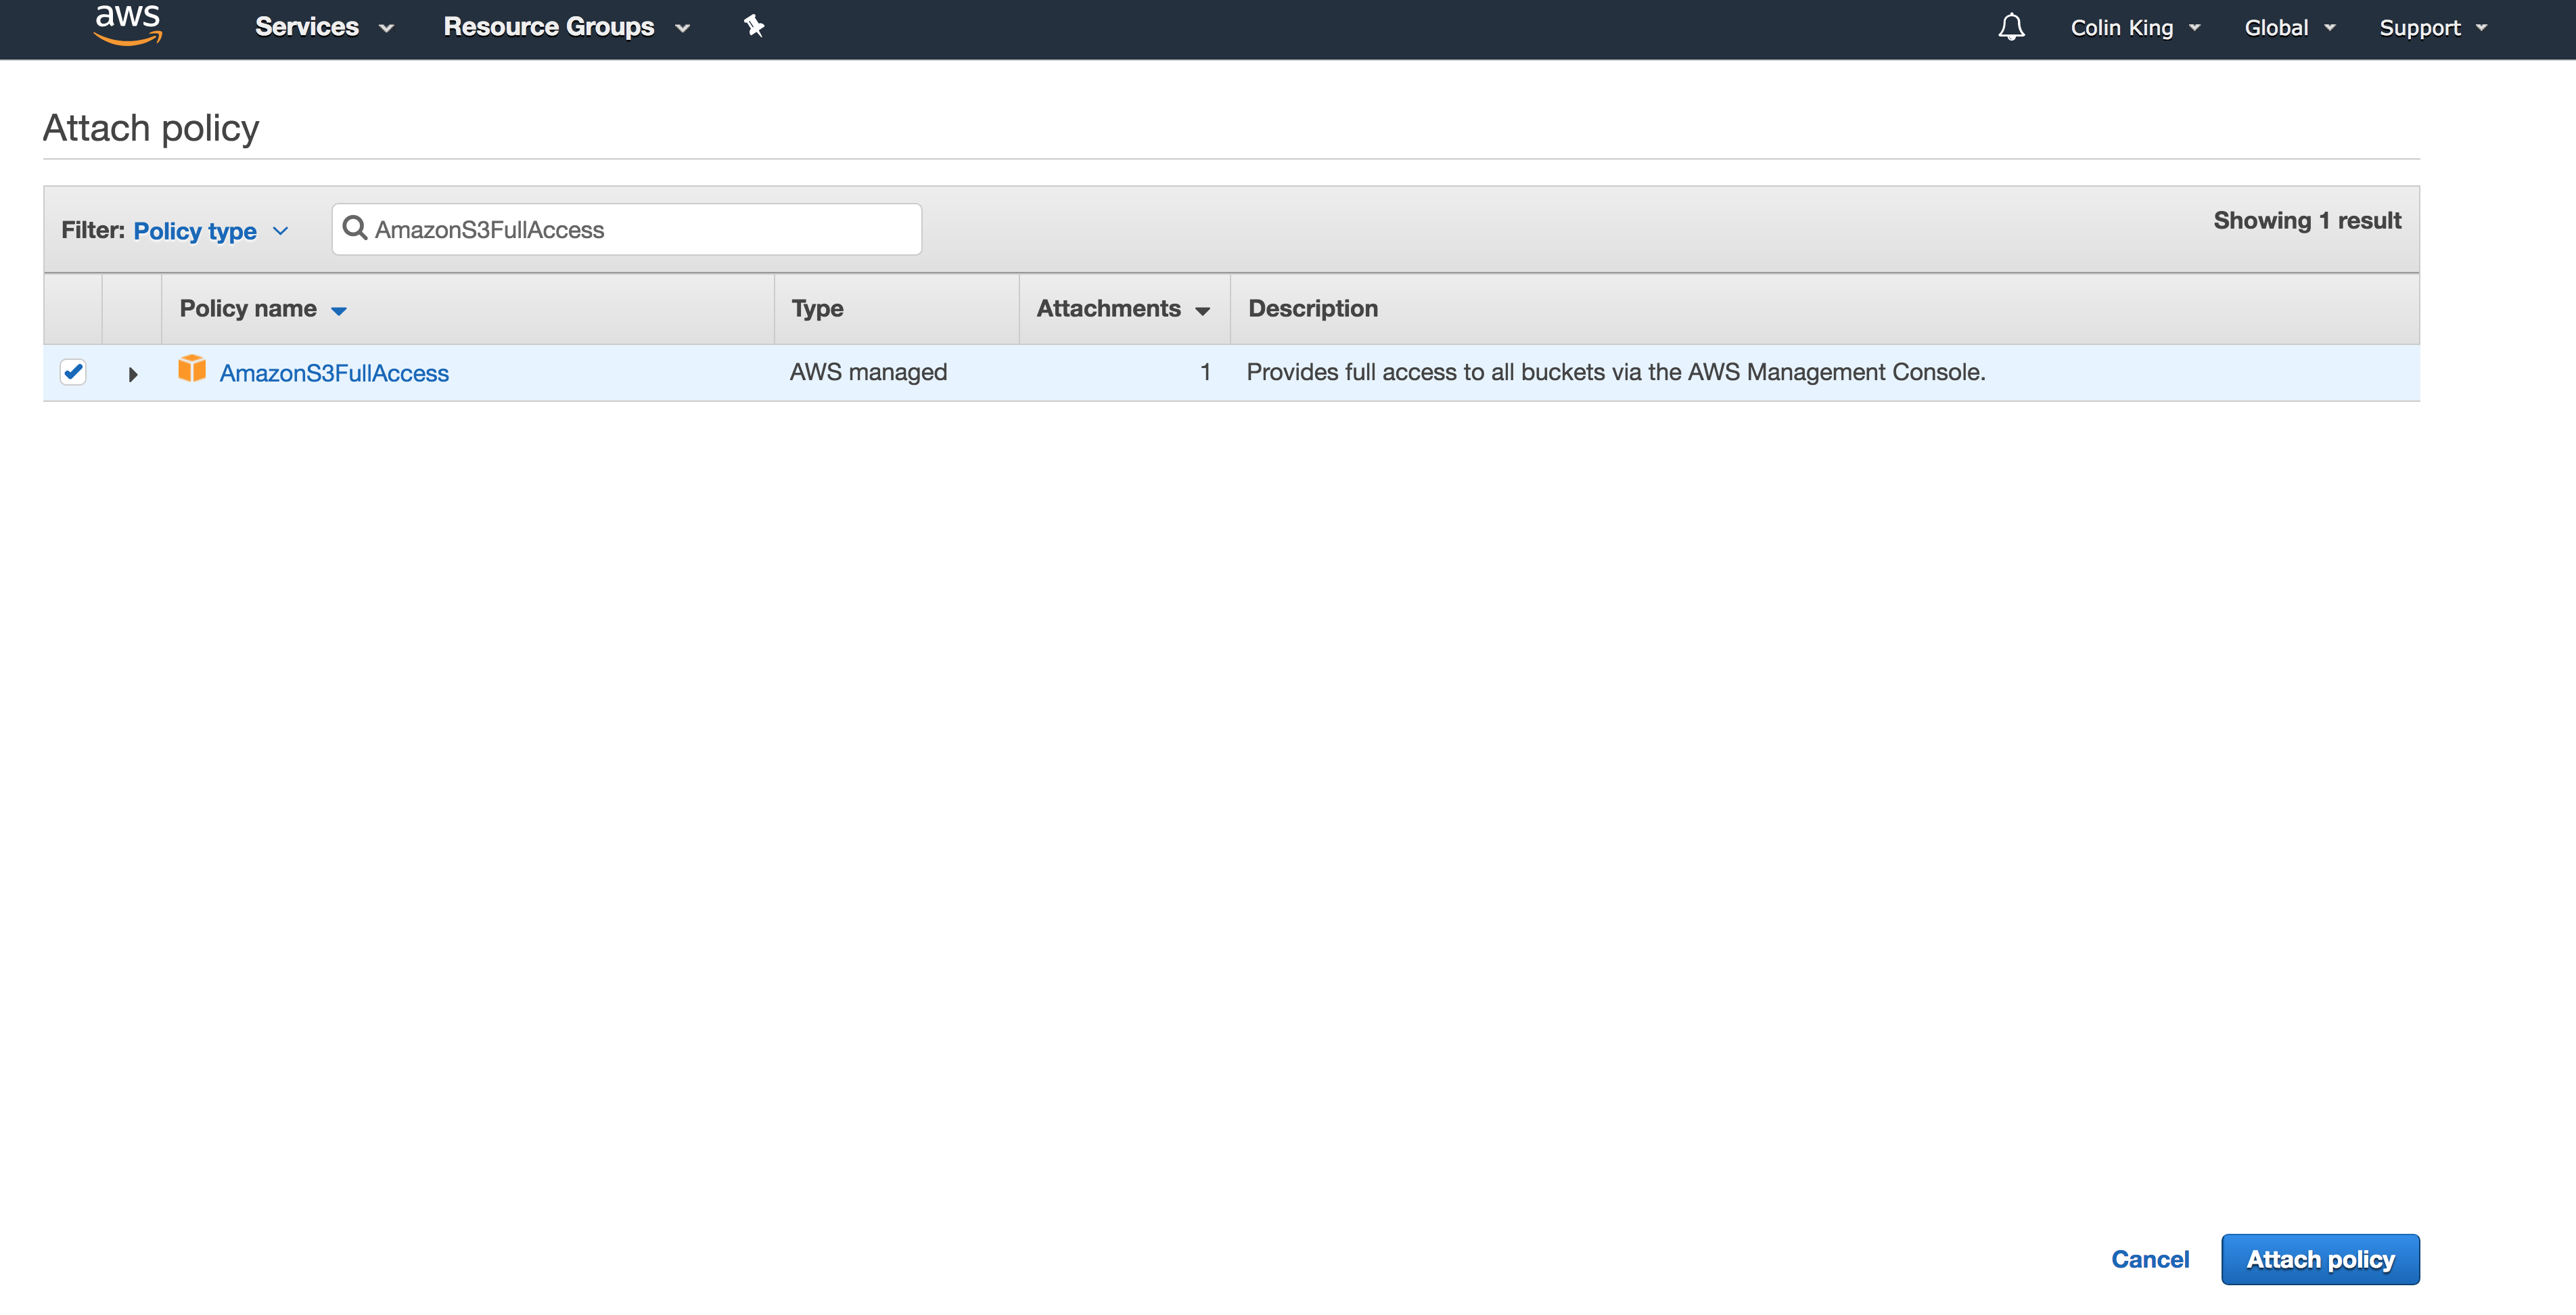 aws Services Resource Groups Colin King Global Support
Attach policy
Filter: Policy type AmazonS3FullAccess Showing 1 result
Policy name Type Attachments Description
AmazonS3FullAccess AWS managed 1 Provides full access to all buckets via the AWS Management Console.
Cancel Attach policy